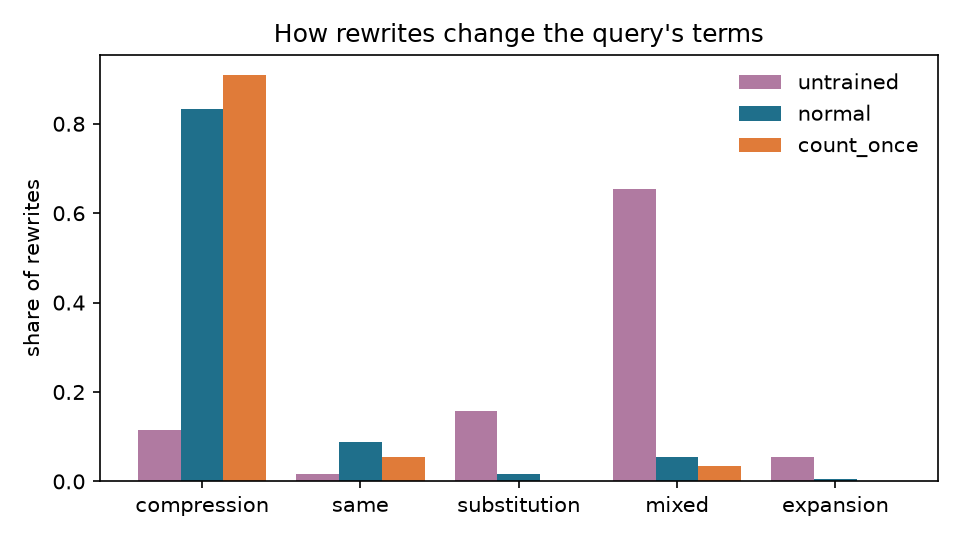 How rewrites change the query's terms
untrained
normal
count_once
share of rewrites
0.8
0.6
0.4
0.2
0.0
compression same substitution mixed expansion